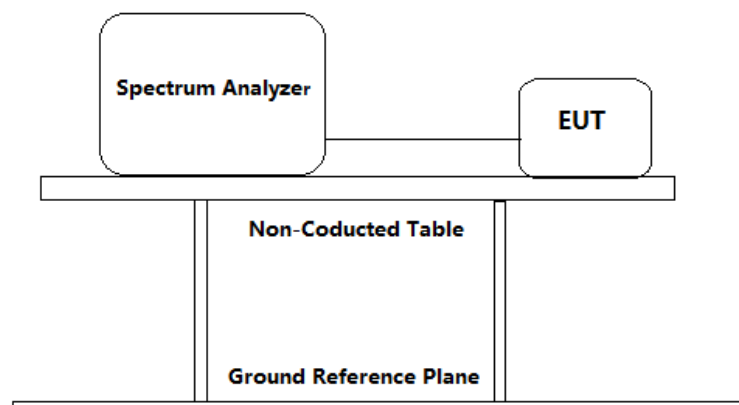 Spectrum Analyzer
EUT
Non-Coducted Table
Ground Reference Plane